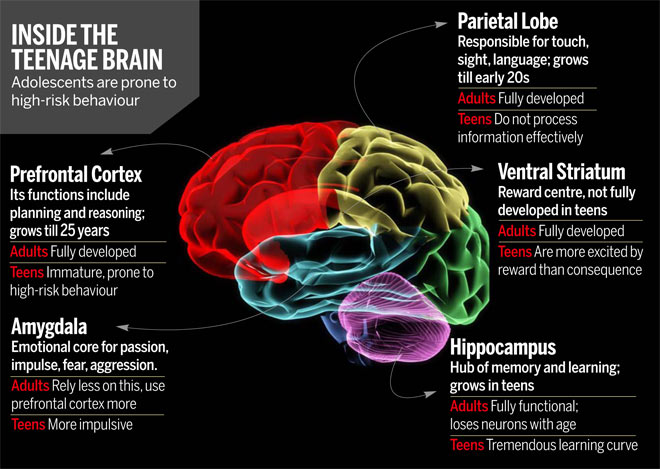 INSIDE THE
TEENAGE BRAIN
Adolescents are prone to
high-risk behaviour
Parietal Lobe
Responsible for touch,
sight, language; grows
till early 20s
Adults Fully developed
Teens Do not process
information effectively
Prefrontal Cortex
Its functions include
planning and reasoning;
grows till 25 years
Adults Fully developed
Teens Immature, prone to
high-risk behaviour
Ventral Striatum
Reward centre, not fully
developed in teens
Adults Fully developed
Teens Are more excited by
reward than consequence
Amygdala
Emotional core for passion,
impulse, fear, aggression.
Adults Rely less on this, use
prefrontal cortex more
Teens More impulsive
Hippocampus
Hub of memory and learning;
grows in teens
Adults Fully functional;
loses neurons with age
Teens Tremendous learning curve